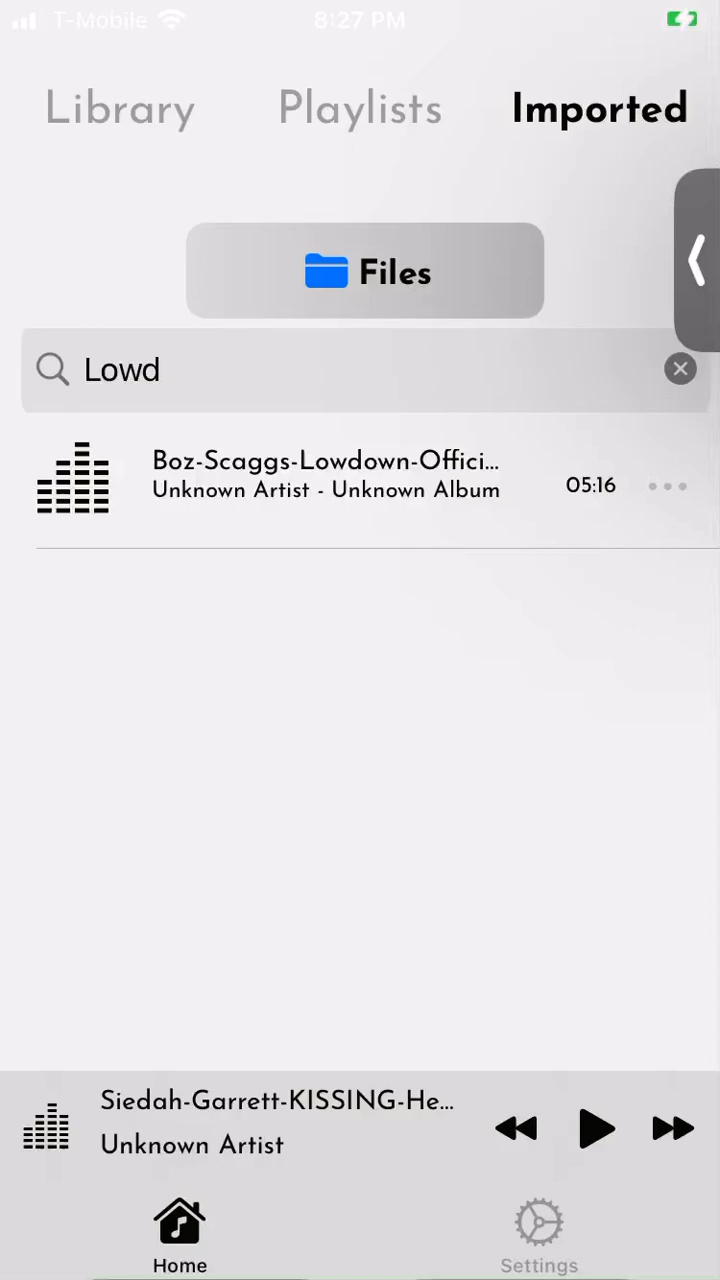 T-Mobile 8:27 PM
Library Playlists Imported
Files
Lowd
Boz-Scaggs-Lowdown-Offici...
Unknown Artist - Unknown Album
05:16
Siedah-Garrett-KISSING-He...
Unknown Artist
Home Settings